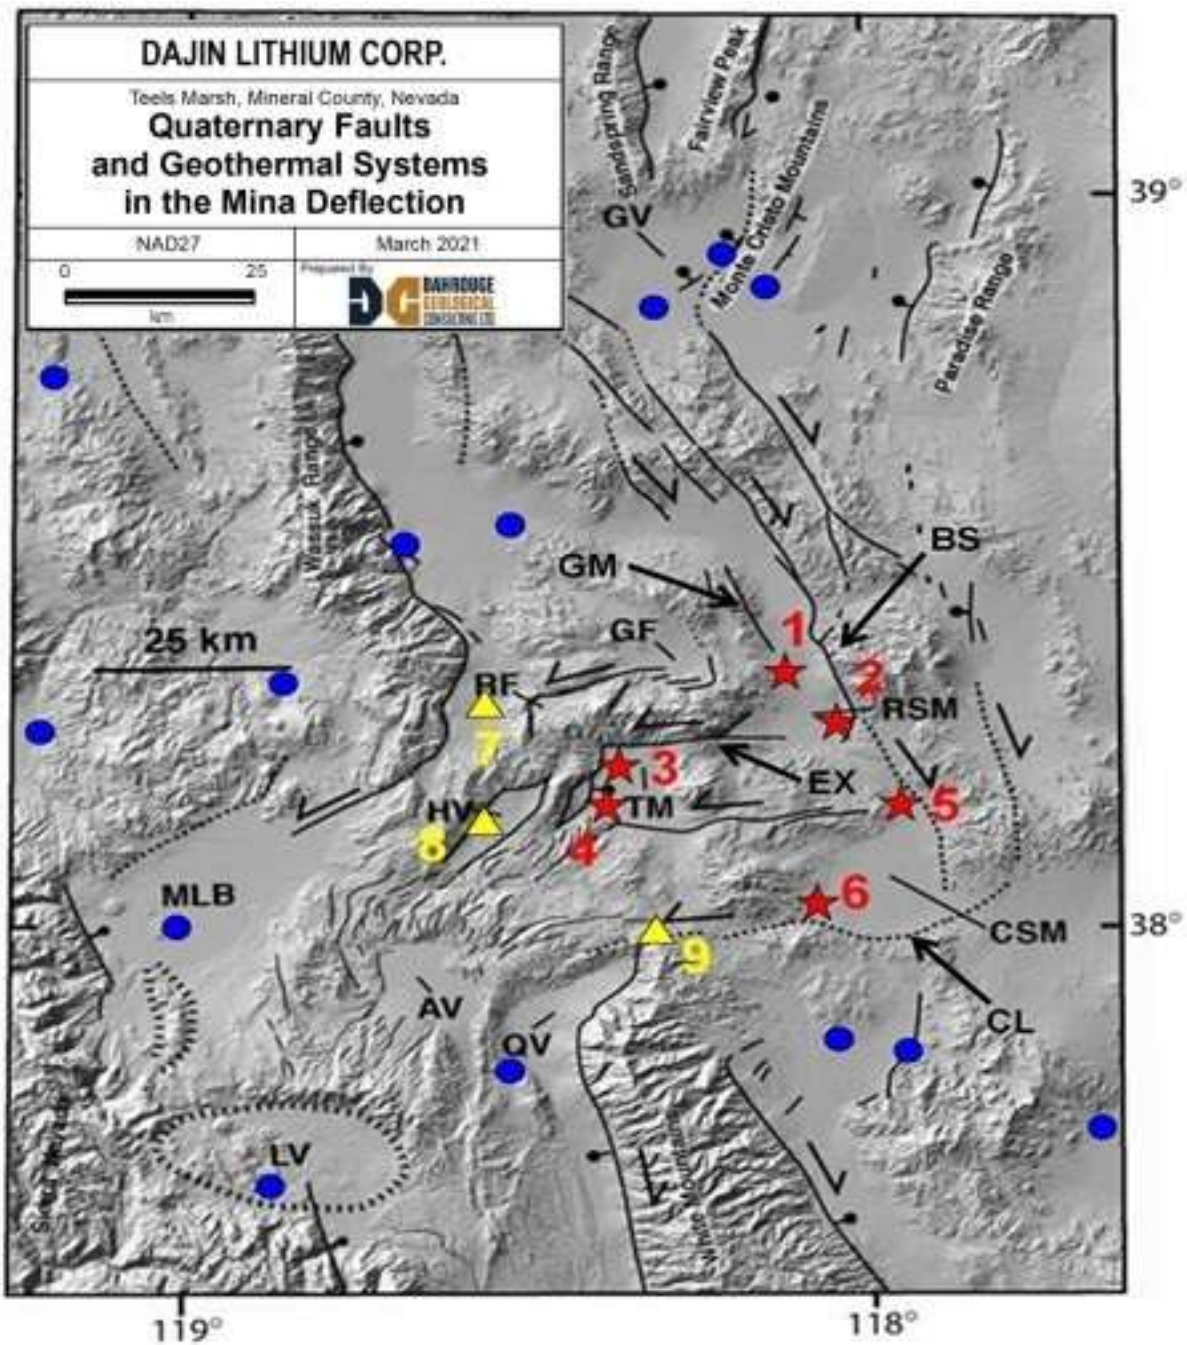 DAJIN LITHIUM CORP.
Teels Marsh, Mineral County, Nevada
Quaternary Faults
and Geothermal Systems
in the Mina Deflection
NAD27
March 2021
0 25
km
Prepared By
DAHROUGE
GEOLOGICAL
CONSULTING LTD
Sandspring Range
Fairview Peak
Monte Cristo Mountains
GV
39°
Paradise Range
Wassuk Range
BS
GM
1
GF
25 km
2
RF
RSM
7
3
EX
HV
TM
5
8
4
MLB
6
38°
CSM
9
AV
CL
QV
LV
White Mountains
119°
118°